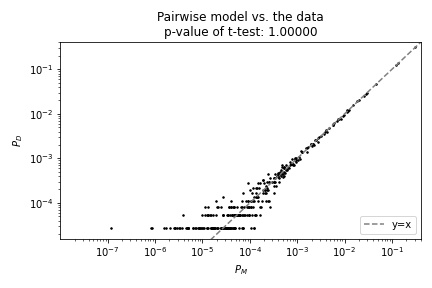 Pairwise model vs. the data
p-value of t-test: 1.00000
10⁻¹
10⁻²
10⁻³
10⁻⁴
P_D
y=x
10⁻⁷ 10⁻⁶ 10⁻⁵ 10⁻⁴ 10⁻³ 10⁻² 10⁻¹
P_M